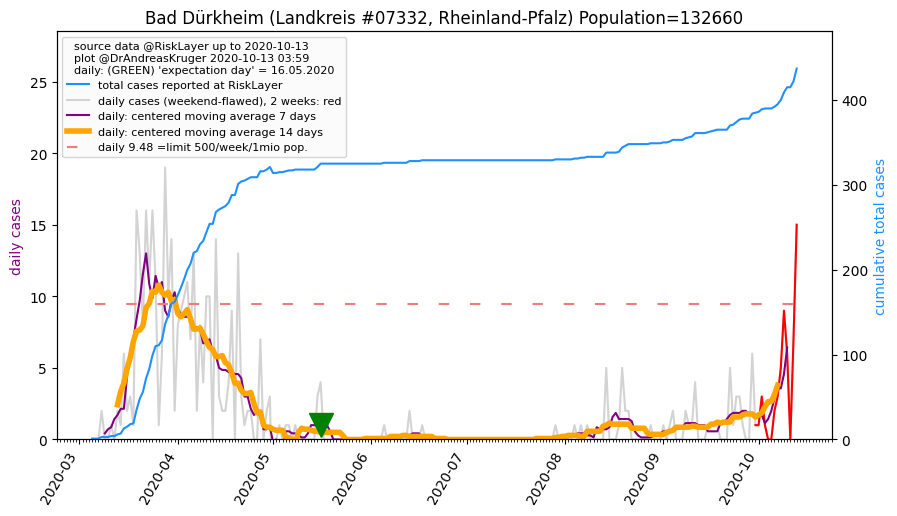 Bad Dürkheim (Landkreis #07332, Rheinland-Pfalz) Population=132660
source data @RiskLayer up to 2020-10-13
plot @DrAndreasKruger 2020-10-13 03:59
daily: (GREEN) 'expectation day' = 16.05.2020
total cases reported at RiskLayer
daily cases (weekend-flawed), 2 weeks: red
daily: centered moving average 7 days
daily: centered moving average 14 days
daily 9.48 =limit 500/week/1mio pop.
daily cases
25
20
15
10
5
0
cumulative total cases
400
300
200
100
0
2020-03
2020-04
2020-05
2020-06
2020-07
2020-08
2020-09
2020-10